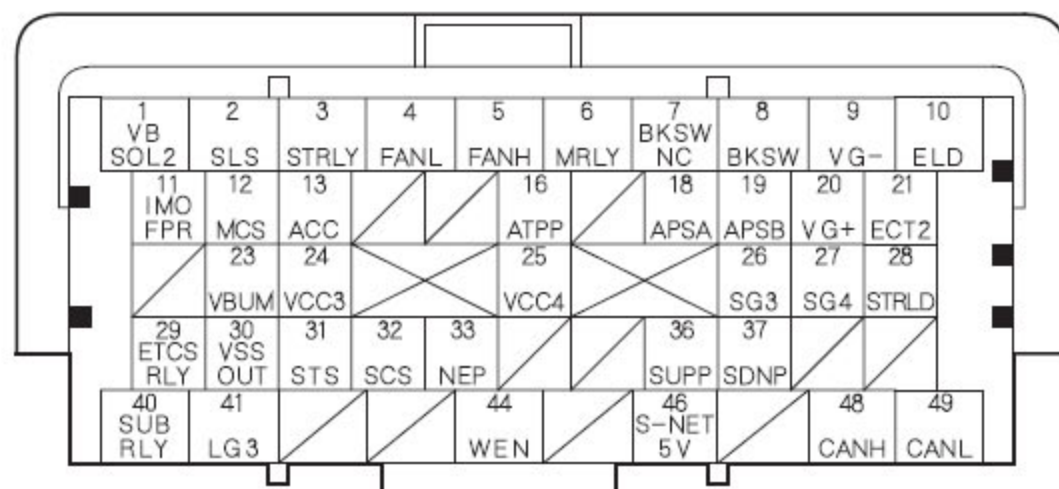 1 2 3 4 5 6 7 8 9 10
VB BKSW
SOL2 SLS STRLY FANL FANH MRLY NC BKSW VG- ELD
11 12 13 16 18 19 20 21
IMO
FPR MCS ACC ATPP APSA APSB VG+ ECT2
23 24 25 26 27 28
VBUM VCC3 VCC4 SG3 SG4 STRLD
29 30 31 32 33 36 37
ETCS VSS
RLY OUT STS SCS NEP SUPP SDNP
40 41 44 46 48 49
SUB S-NET
RLY LG3 WEN 5V CANH CANL